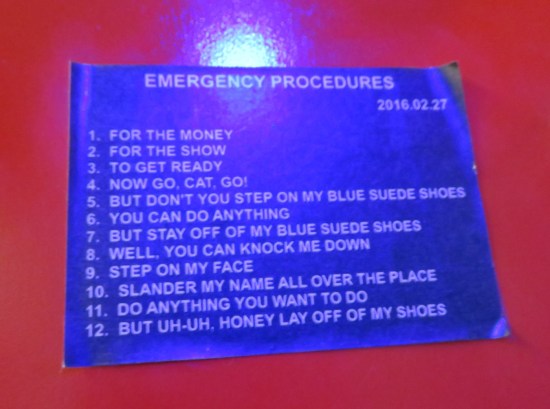 EMERGENCY PROCEDURES
2016.02.27
1. FOR THE MONEY
2. FOR THE SHOW
3. TO GET READY
4. NOW GO, CAT, GO!
5. BUT DON'T YOU STEP ON MY BLUE SUEDE SHOES
6. YOU CAN DO ANYTHING
7. BUT STAY OFF OF MY BLUE SUEDE SHOES
8. WELL, YOU CAN KNOCK ME DOWN
9. STEP ON MY FACE
10. SLANDER MY NAME ALL OVER THE PLACE
11. DO ANYTHING YOU WANT TO DO
12. BUT UH-UH, HONEY LAY OFF OF MY SHOES